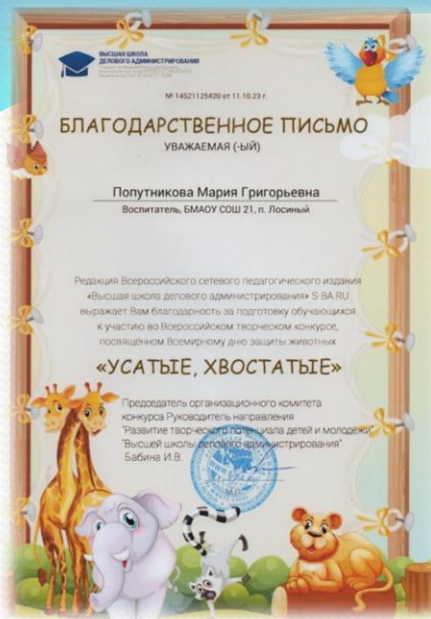 ВЫСШАЯ ШКОЛА
ДЕЛОВОГО АДМИНИСТРИРОВАНИЯ
№ 14521125420 от 11.10.23 г.
БЛАГОДАРСТВЕННОЕ ПИСЬМО
УВАЖАЕМАЯ (-ЫЙ)
Попутникова Мария Григорьевна
Воспитатель, БМАОУ СОШ 21, п. Лосиный
Редакция Всероссийского сетевого педагогического издания
«Высшая школа делового администрирования» S-BA.RU
выражает Вам благодарность за подготовку обучающихся
к участию во Всероссийском творческом конкурсе,
посвящённом Всемирному дню защиты животных
«УСАТЫЕ, ХВОСТАТЫЕ»
Председатель организационного комитета
конкурса Руководитель направления
"Развитие творческого потенциала детей и молодежи"
"Высшей школы делового администрирования"
Бабина И.В.
М.П.